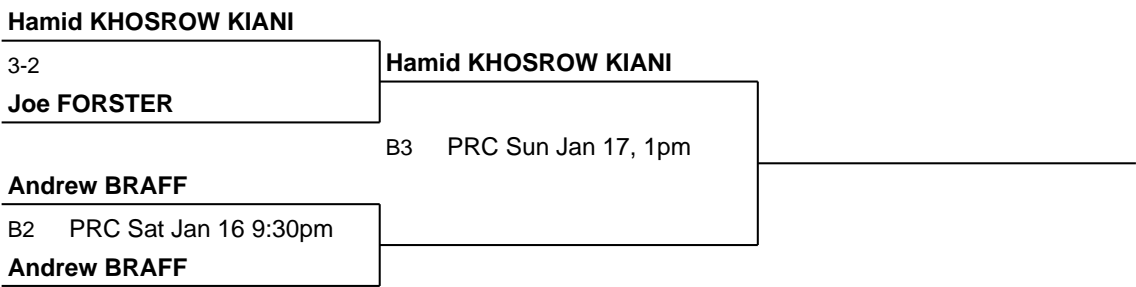 Hamid KHOSROW KIANI
3-2
Joe FORSTER
Hamid KHOSROW KIANI
B3 PRC Sun Jan 17, 1pm
Andrew BRAFF
B2 PRC Sat Jan 16 9:30pm
Andrew BRAFF